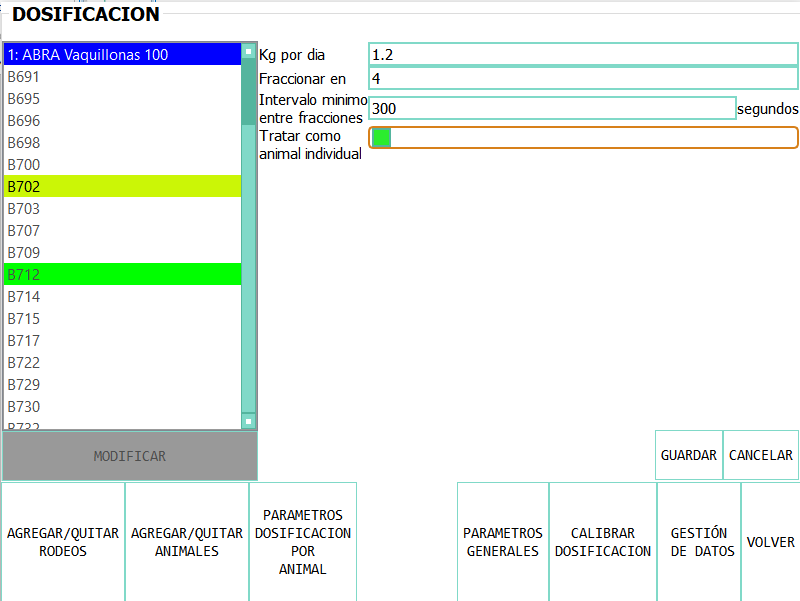 DOSIFICACION
1: ABRA Vaquillonas 100
B691
B695
B696
B698
B700
B702
B703
B707
B709
B712
B714
B715
B717
B722
B729
B730
B732
Kg por dia
1.2
Fraccionar en
4
Intervalo minimo
entre fracciones
300
segundos
Tratar como
animal individual
MODIFICAR
GUARDAR
CANCELAR
AGREGAR/QUITAR
RODEOS
AGREGAR/QUITAR
ANIMALES
PARAMETROS
DOSIFICACION
POR
ANIMAL
PARAMETROS
GENERALES
CALIBRAR
DOSIFICACION
GESTIÓN
DE DATOS
VOLVER